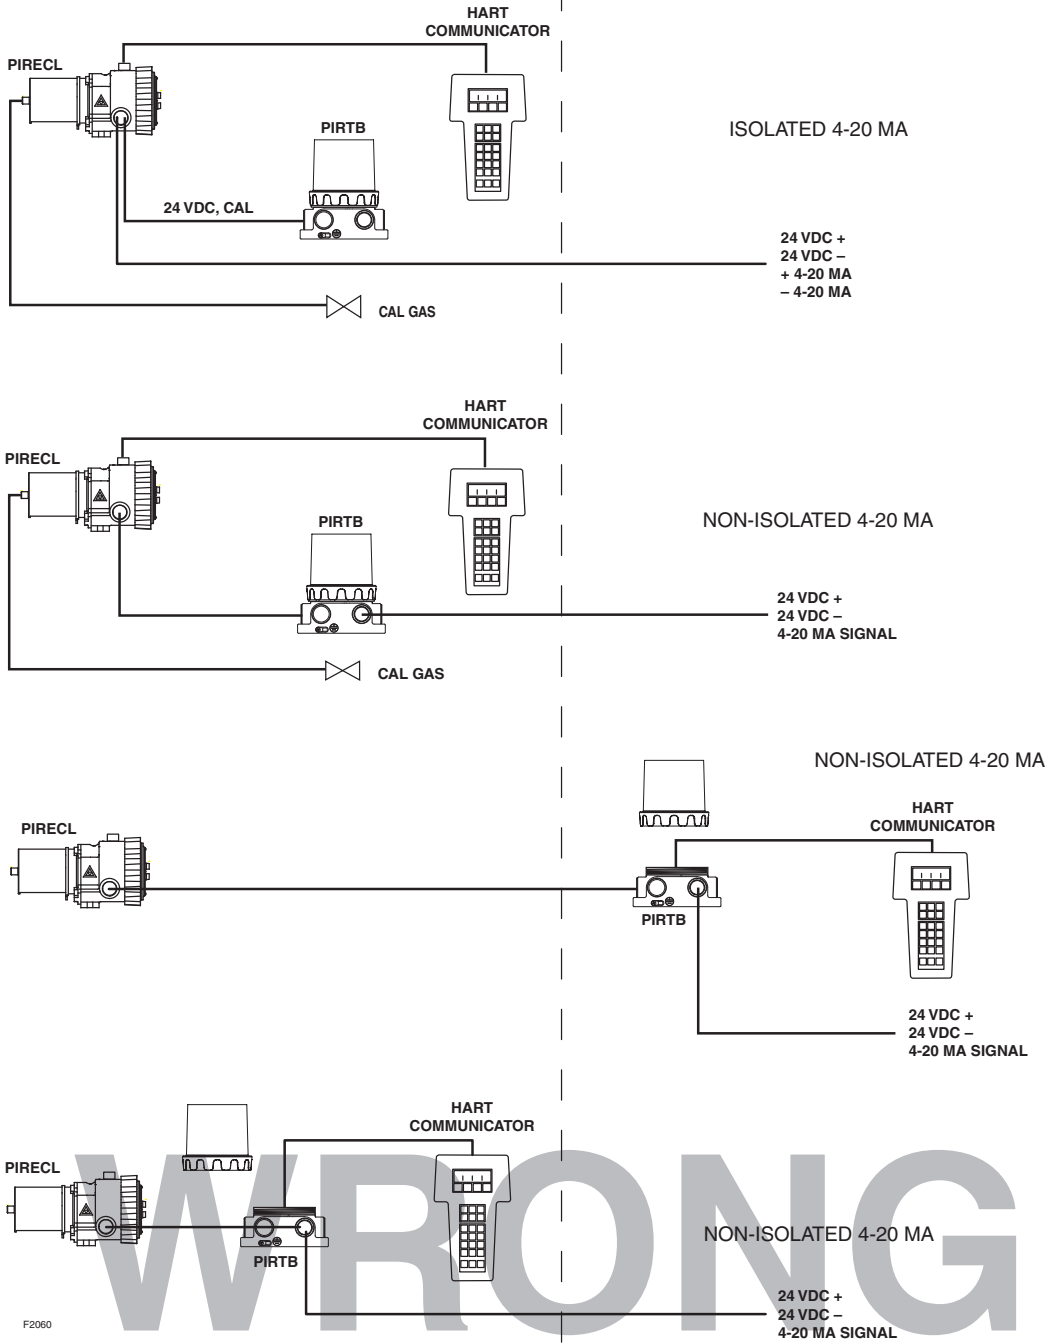 HART
COMMUNICATOR
PIRECL
PIRTB
ISOLATED 4-20 MA
24 VDC, CAL
24 VDC +
24 VDC –
+ 4-20 MA
– 4-20 MA
CAL GAS
HART
COMMUNICATOR
PIRECL
PIRTB
NON-ISOLATED 4-20 MA
24 VDC +
24 VDC –
4-20 MA SIGNAL
CAL GAS
NON-ISOLATED 4-20 MA
HART
COMMUNICATOR
PIRECL
PIRTB
24 VDC +
24 VDC –
4-20 MA SIGNAL
HART
COMMUNICATOR
PIRECL
WRONG
NON-ISOLATED 4-20 MA
PIRTB
24 VDC +
24 VDC –
4-20 MA SIGNAL
F2060